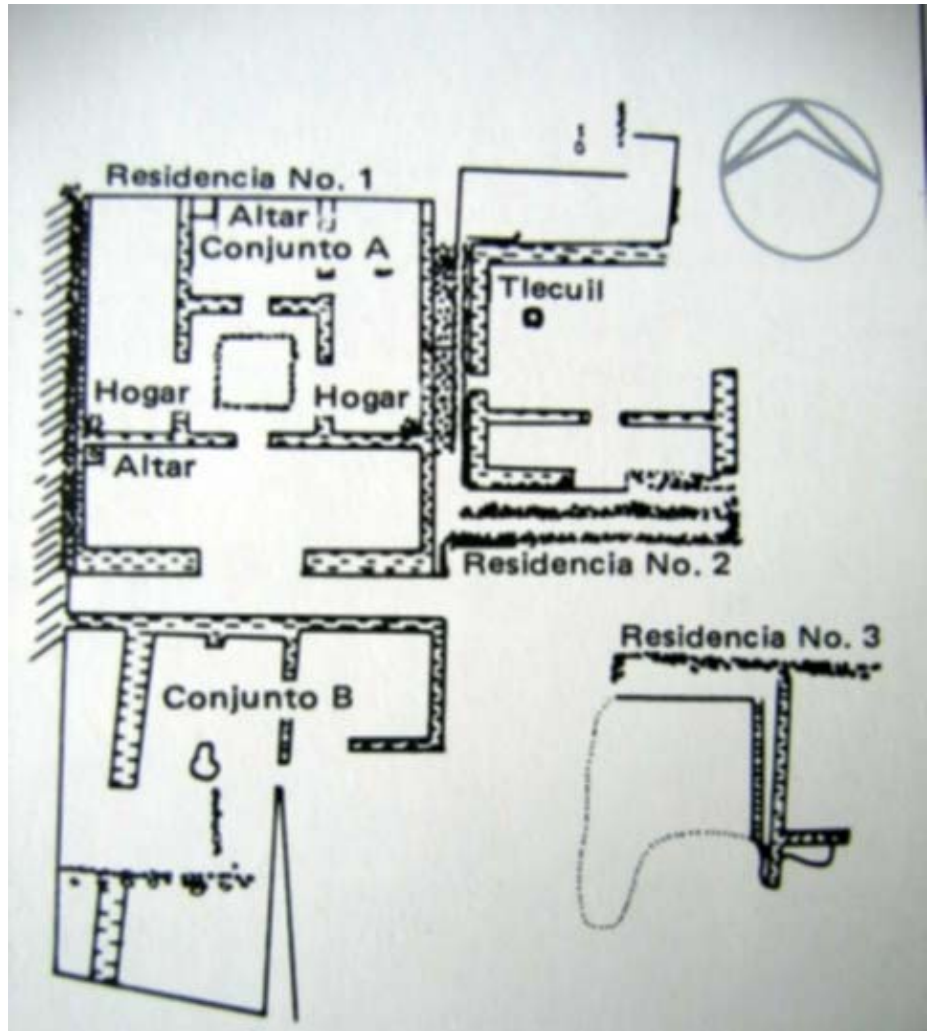 Residencia No. 1
Altar
Conjunto A
Tlecuil
Hogar
Hogar
Altar
Residencia No. 2
Residencia No. 3
Conjunto B